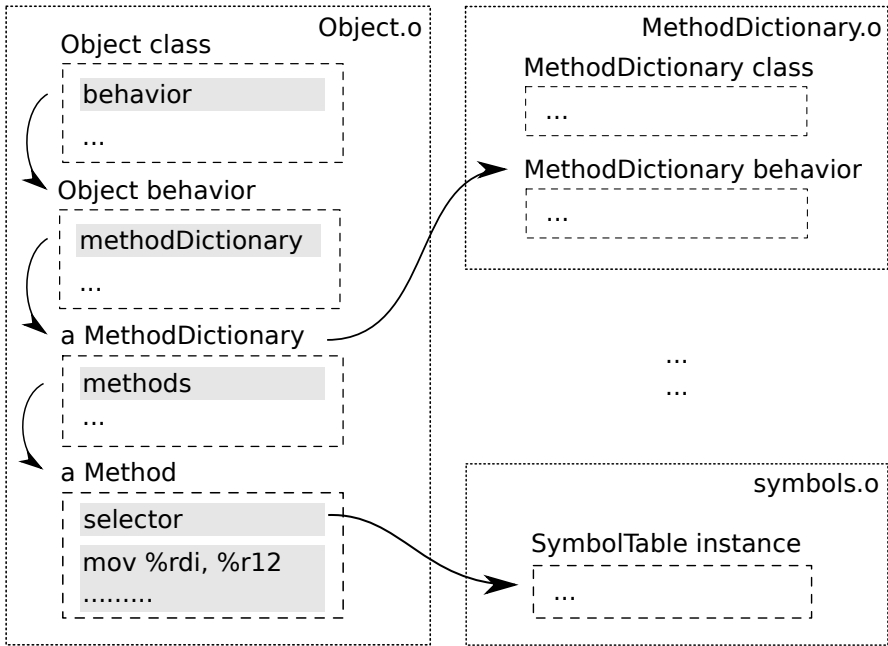 Object.o
Object class
behavior
...
Object behavior
methodDictionary
...
a MethodDictionary
methods
...
a Method
selector
mov %rdi, %r12
.........
MethodDictionary.o
MethodDictionary class
...
MethodDictionary behavior
...
...
...
symbols.o
SymbolTable instance
...